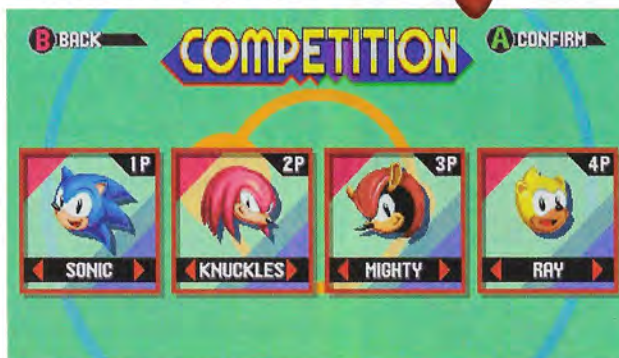 B BACK
COMPETITION
A CONFIRM
1P
2P
3P
4P
SONIC
KNUCKLES
MIGHTY
RAY